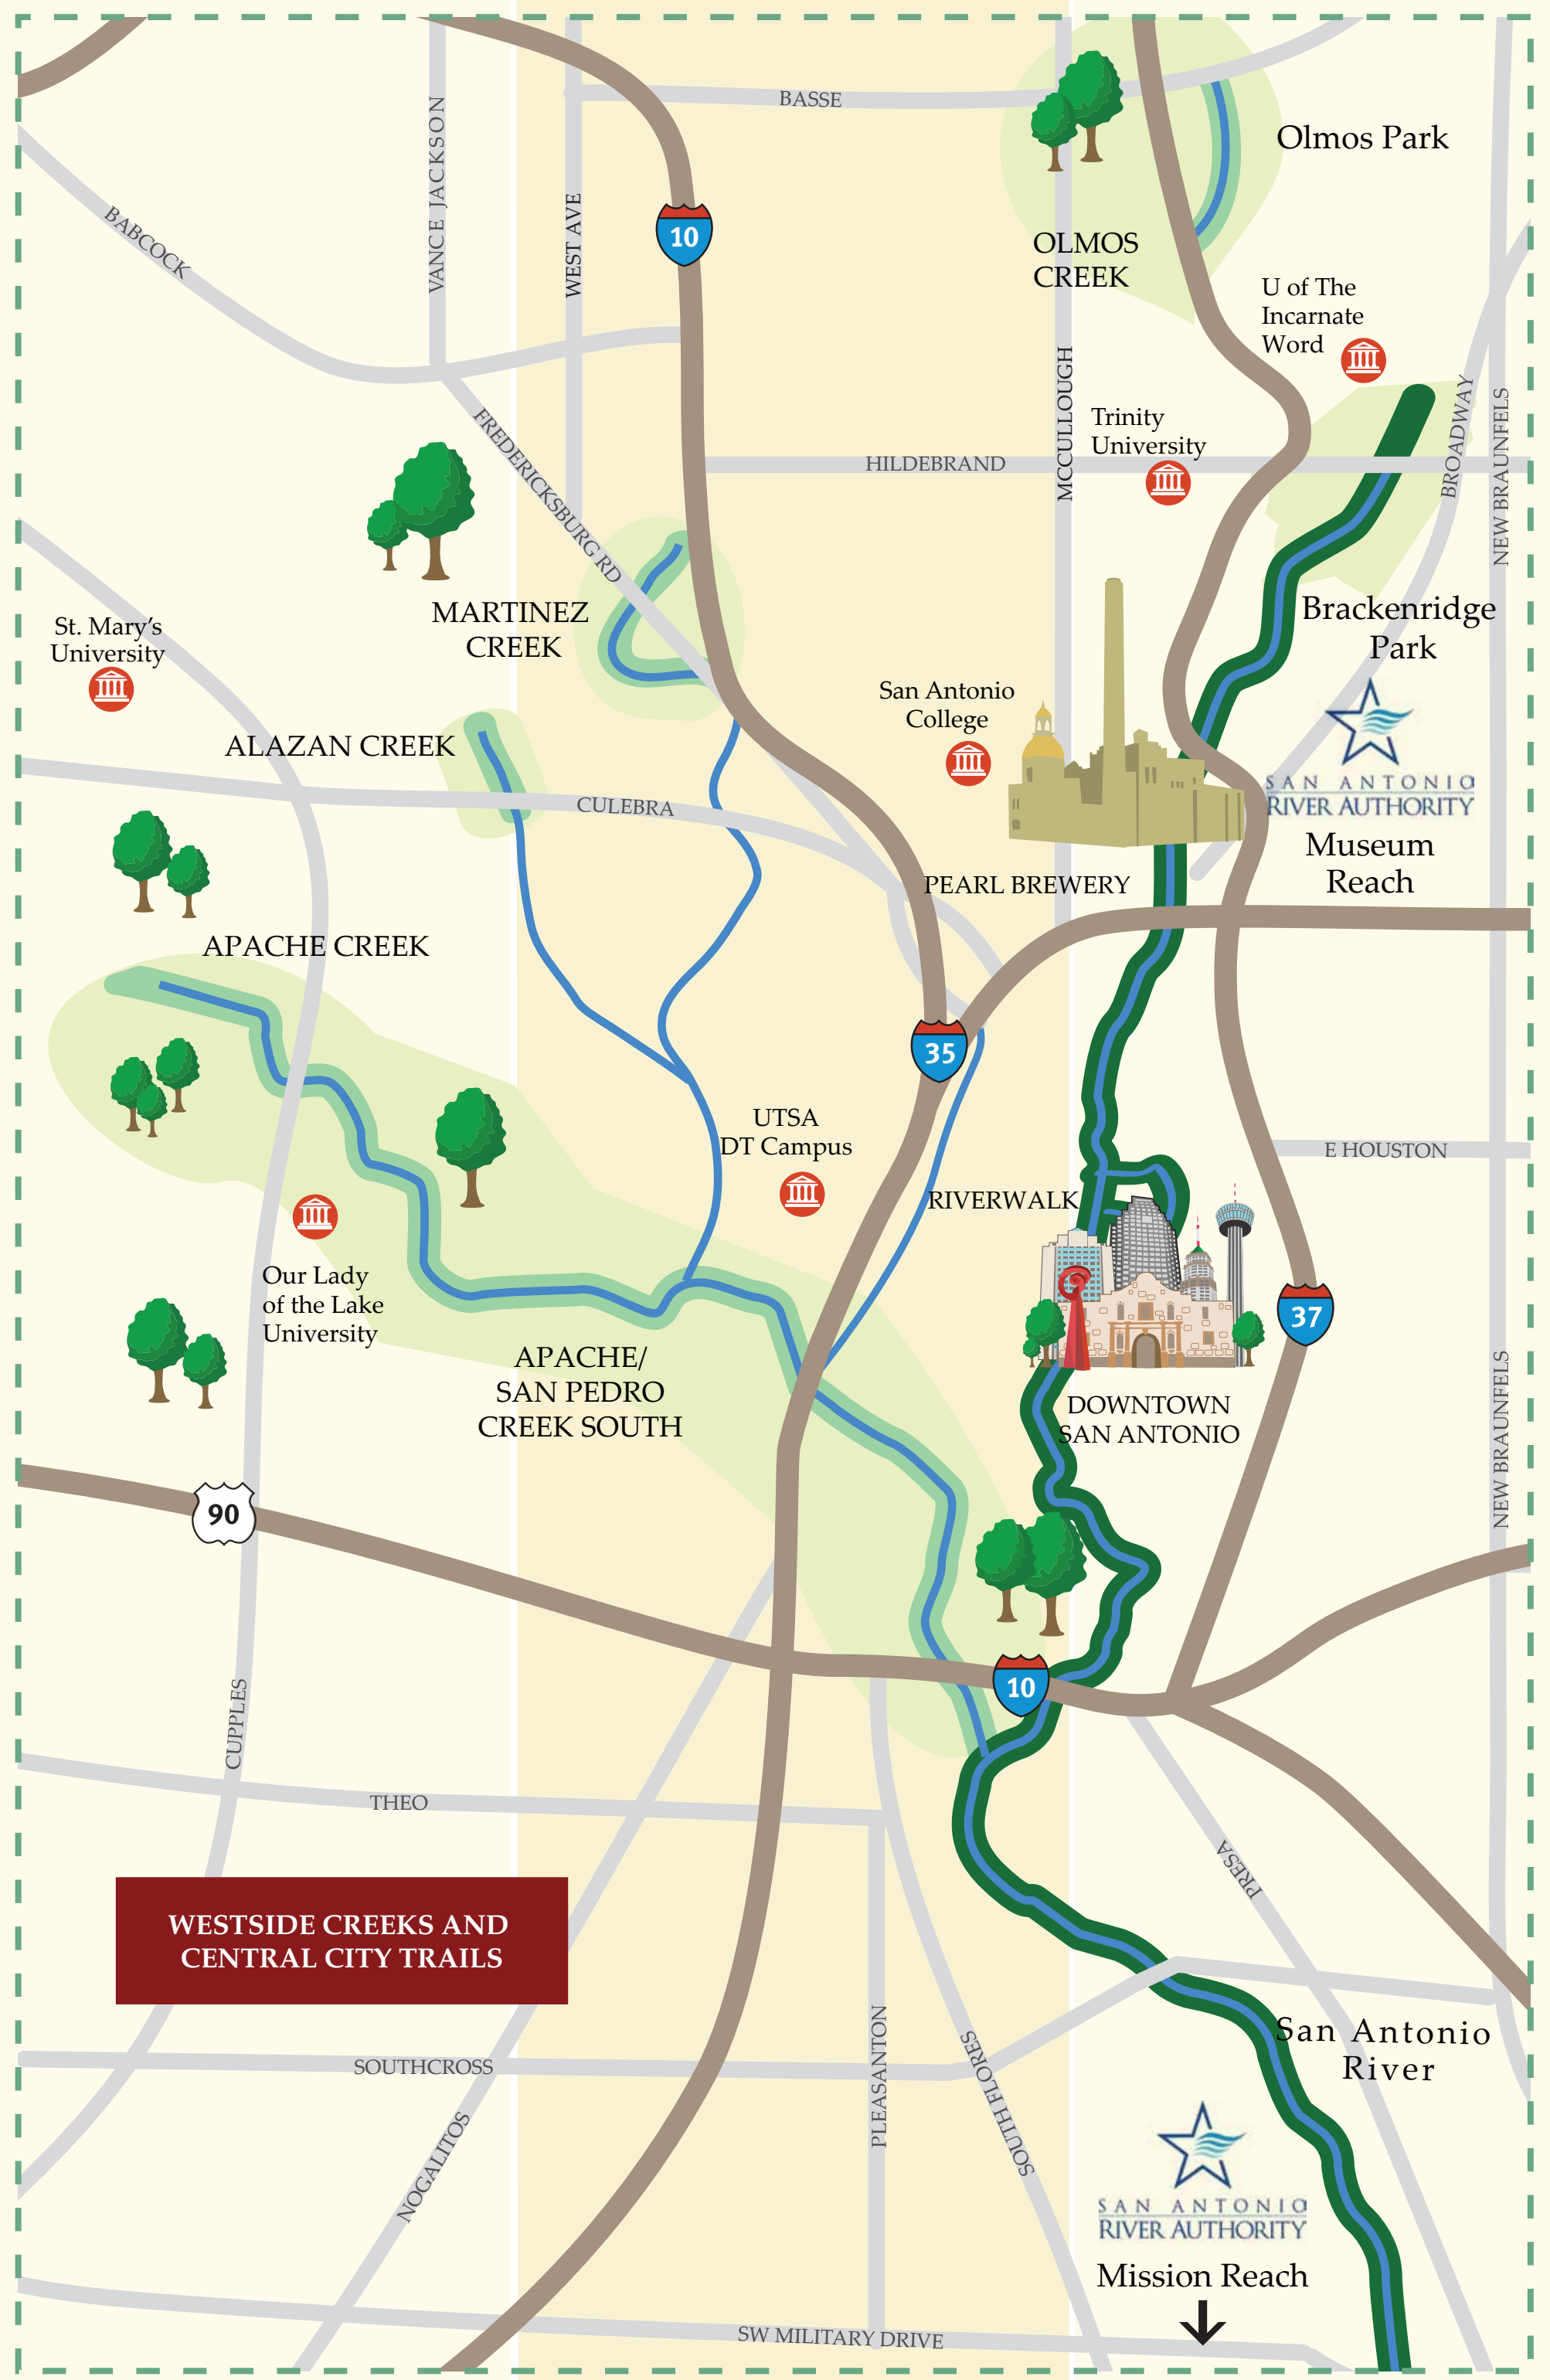 BASSE
Olmos Park
VANCE JACKSON
WEST AVE
BABCOCK
10
OLMOS
CREEK
U of The
Incarnate
Word
MCCULLOUGH
Trinity
University
BROADWAY
NEW BRAUNFELS
FREDERICKSBURG RD
HILDEBRAND
MARTINEZ
CREEK
Brackenridge
Park
St. Mary's
University
San Antonio
College
ALAZAN CREEK
SAN ANTONIO
RIVER AUTHORITY
CULEBRA
Museum
Reach
PEARL BREWERY
APACHE CREEK
35
UTSA
DT Campus
E HOUSTON
RIVERWALK
Our Lady
of the Lake
University
37
APACHE/
SAN PEDRO
CREEK SOUTH
DOWNTOWN
SAN ANTONIO
NEW BRAUNFELS
90
10
CUPPLES
THEO
PRESA
WESTSIDE CREEKS AND
CENTRAL CITY TRAILS
San Antonio
River
SOUTHCROSS
PLEASANTON
SOUTH FLORES
NOGALITOS
SAN ANTONIO
RIVER AUTHORITY
Mission Reach
SW MILITARY DRIVE